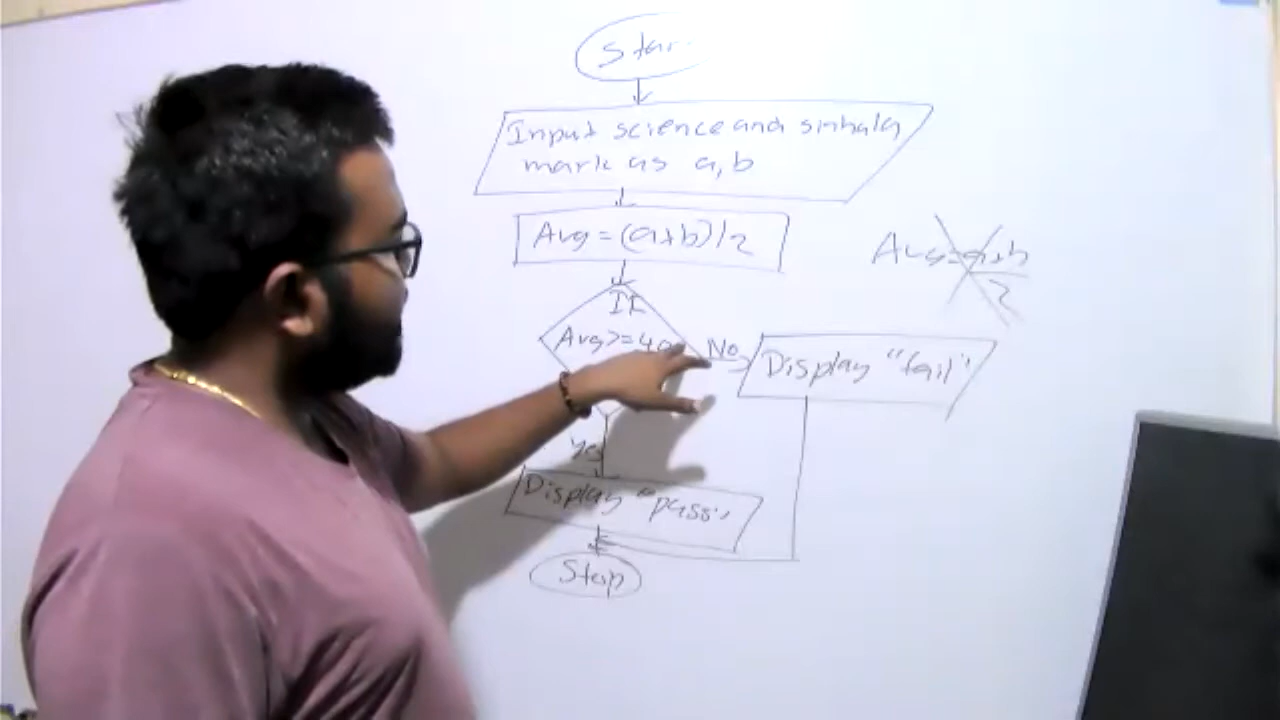 Start
Input science and sinhala
mark as a,b
Avg = (a+b)/2
Avg = a+b
2
If
Avg >= 40
No
Display "fail"
Yes
Display "pass"
Stop